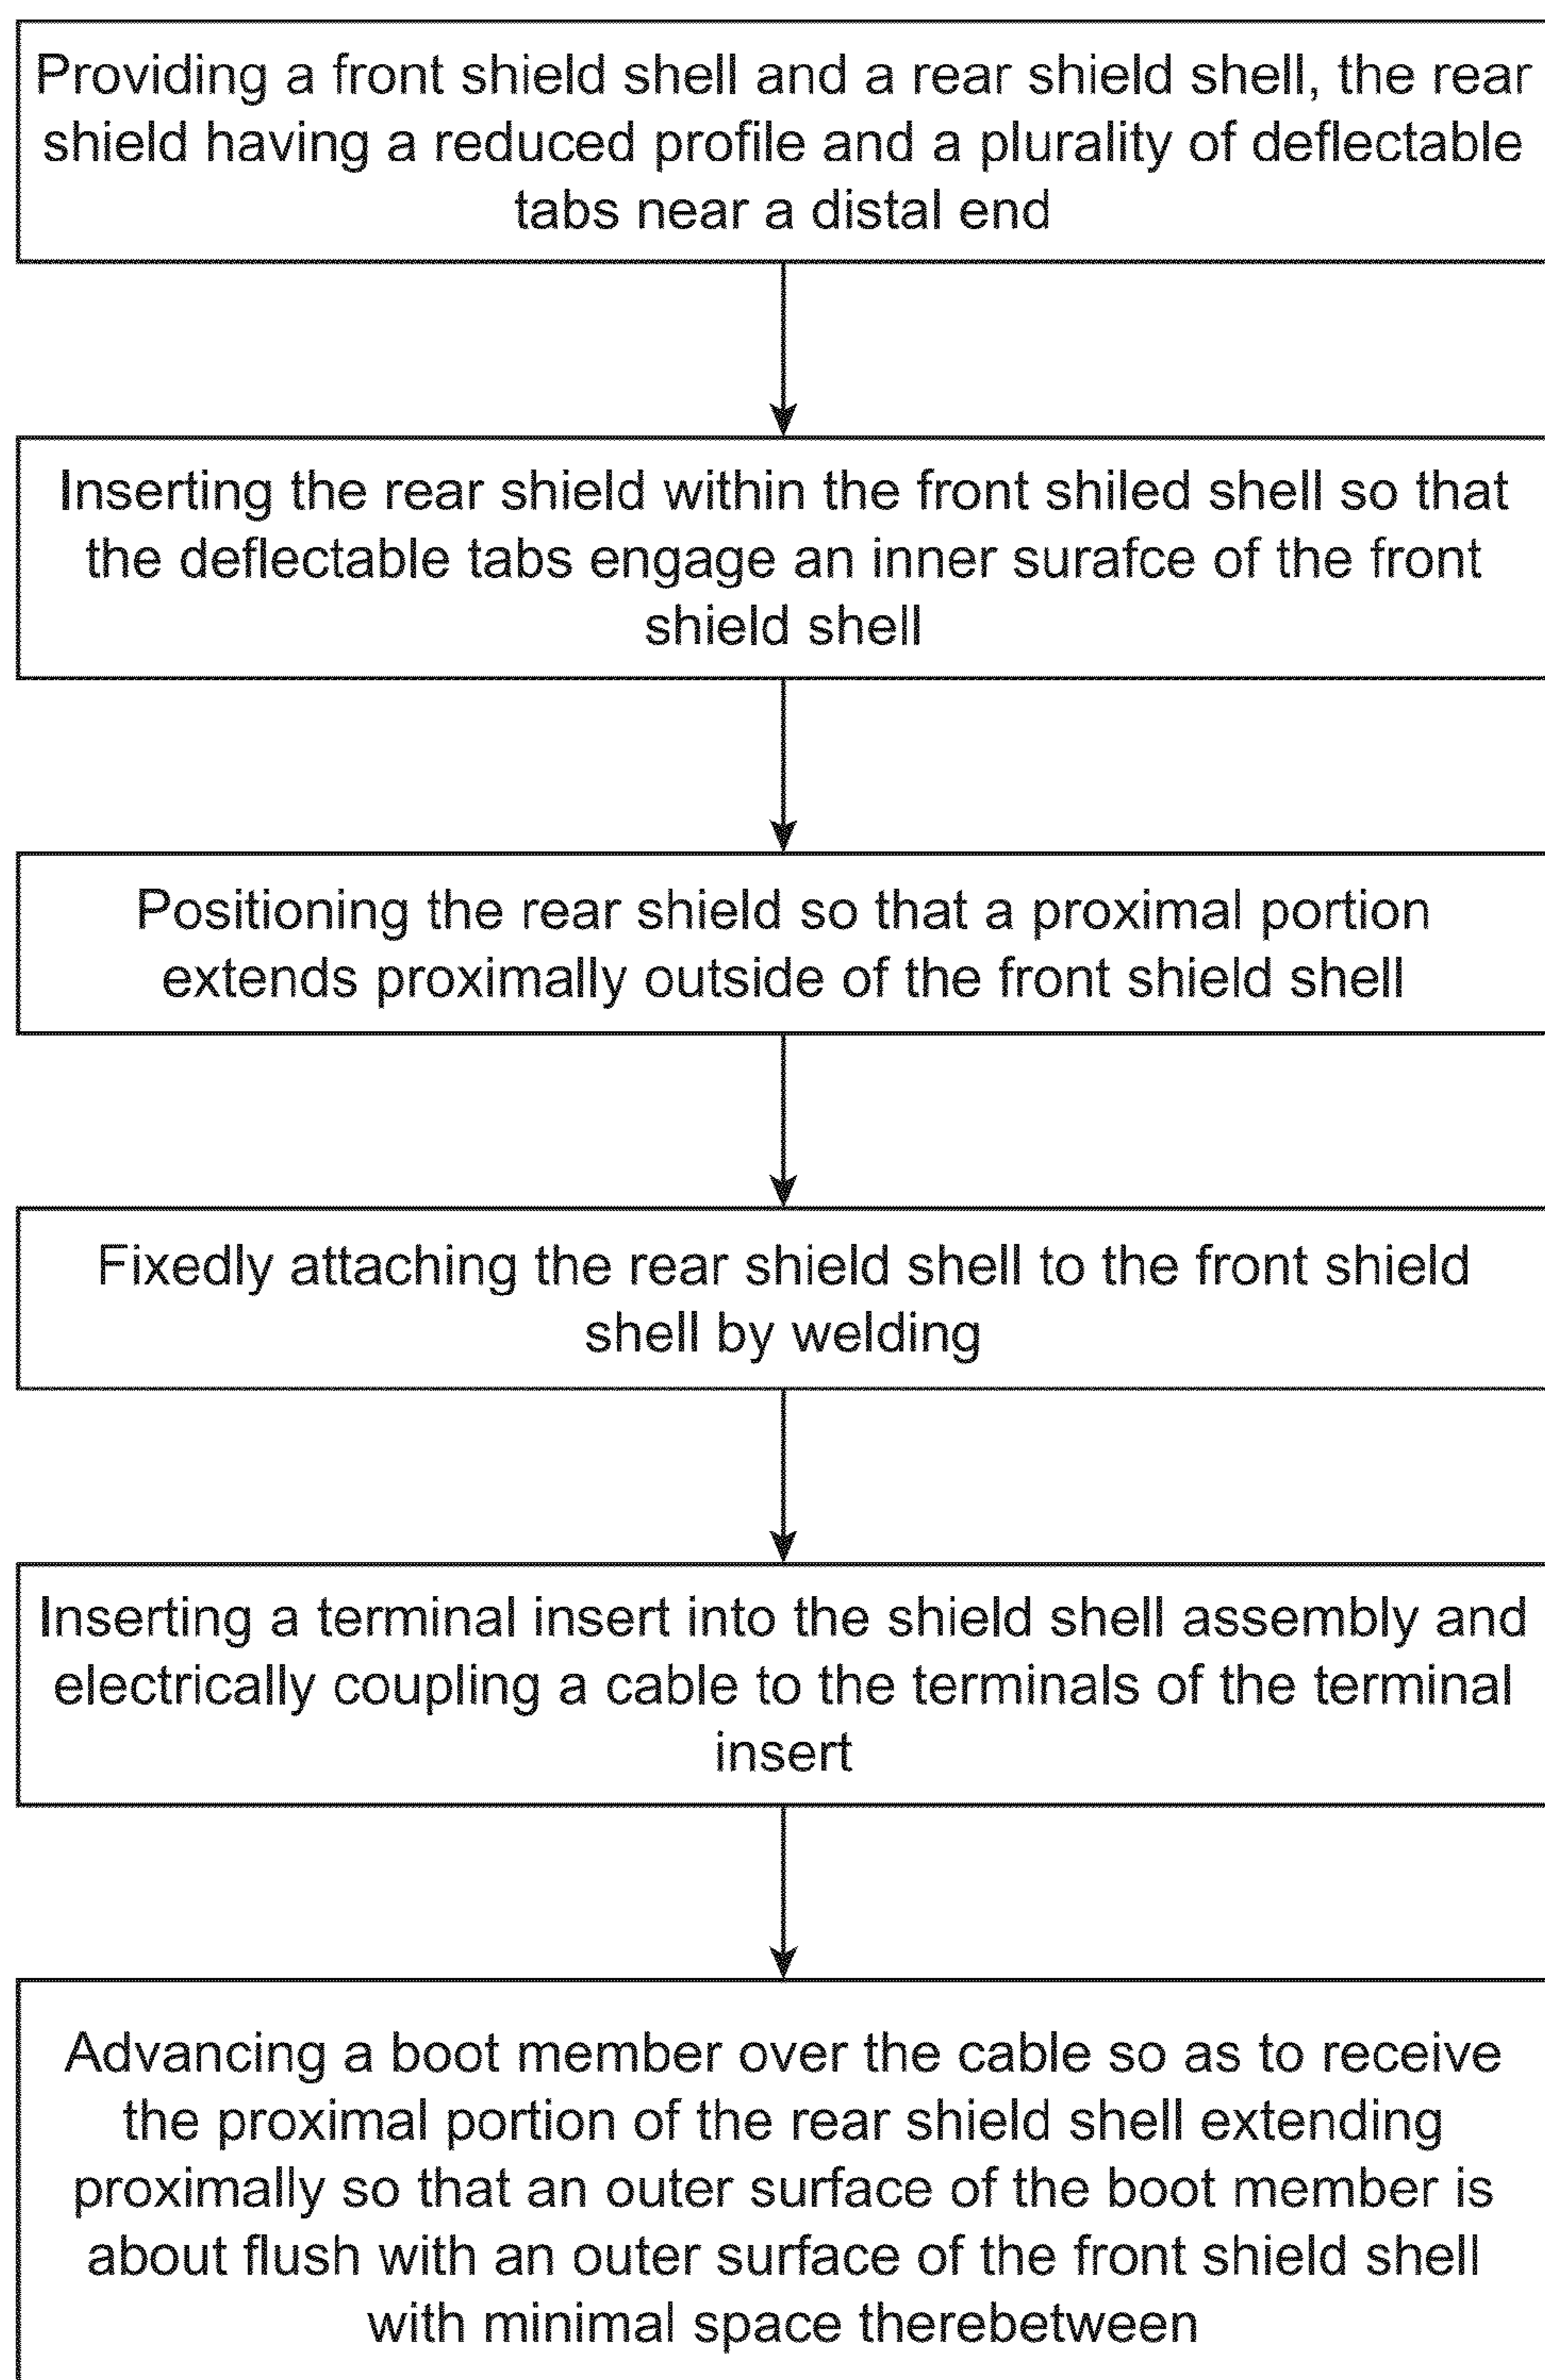 Providing a front shield shell and a rear shield shell, the rear
shield having a reduced profile and a plurality of deflectable
tabs near a distal end
Inserting the rear shield within the front shiled shell so that
the deflectable tabs engage an inner surafce of the front
shield shell
Positioning the rear shield so that a proximal portion
extends proximally outside of the front shield shell
Fixedly attaching the rear shield shell to the front shield
shell by welding
Inserting a terminal insert into the shield shell assembly and
electrically coupling a cable to the terminals of the terminal
insert
Advancing a boot member over the cable so as to receive
the proximal portion of the rear shield shell extending
proximally so that an outer surface of the boot member is
about flush with an outer surface of the front shield shell
with minimal space therebetween